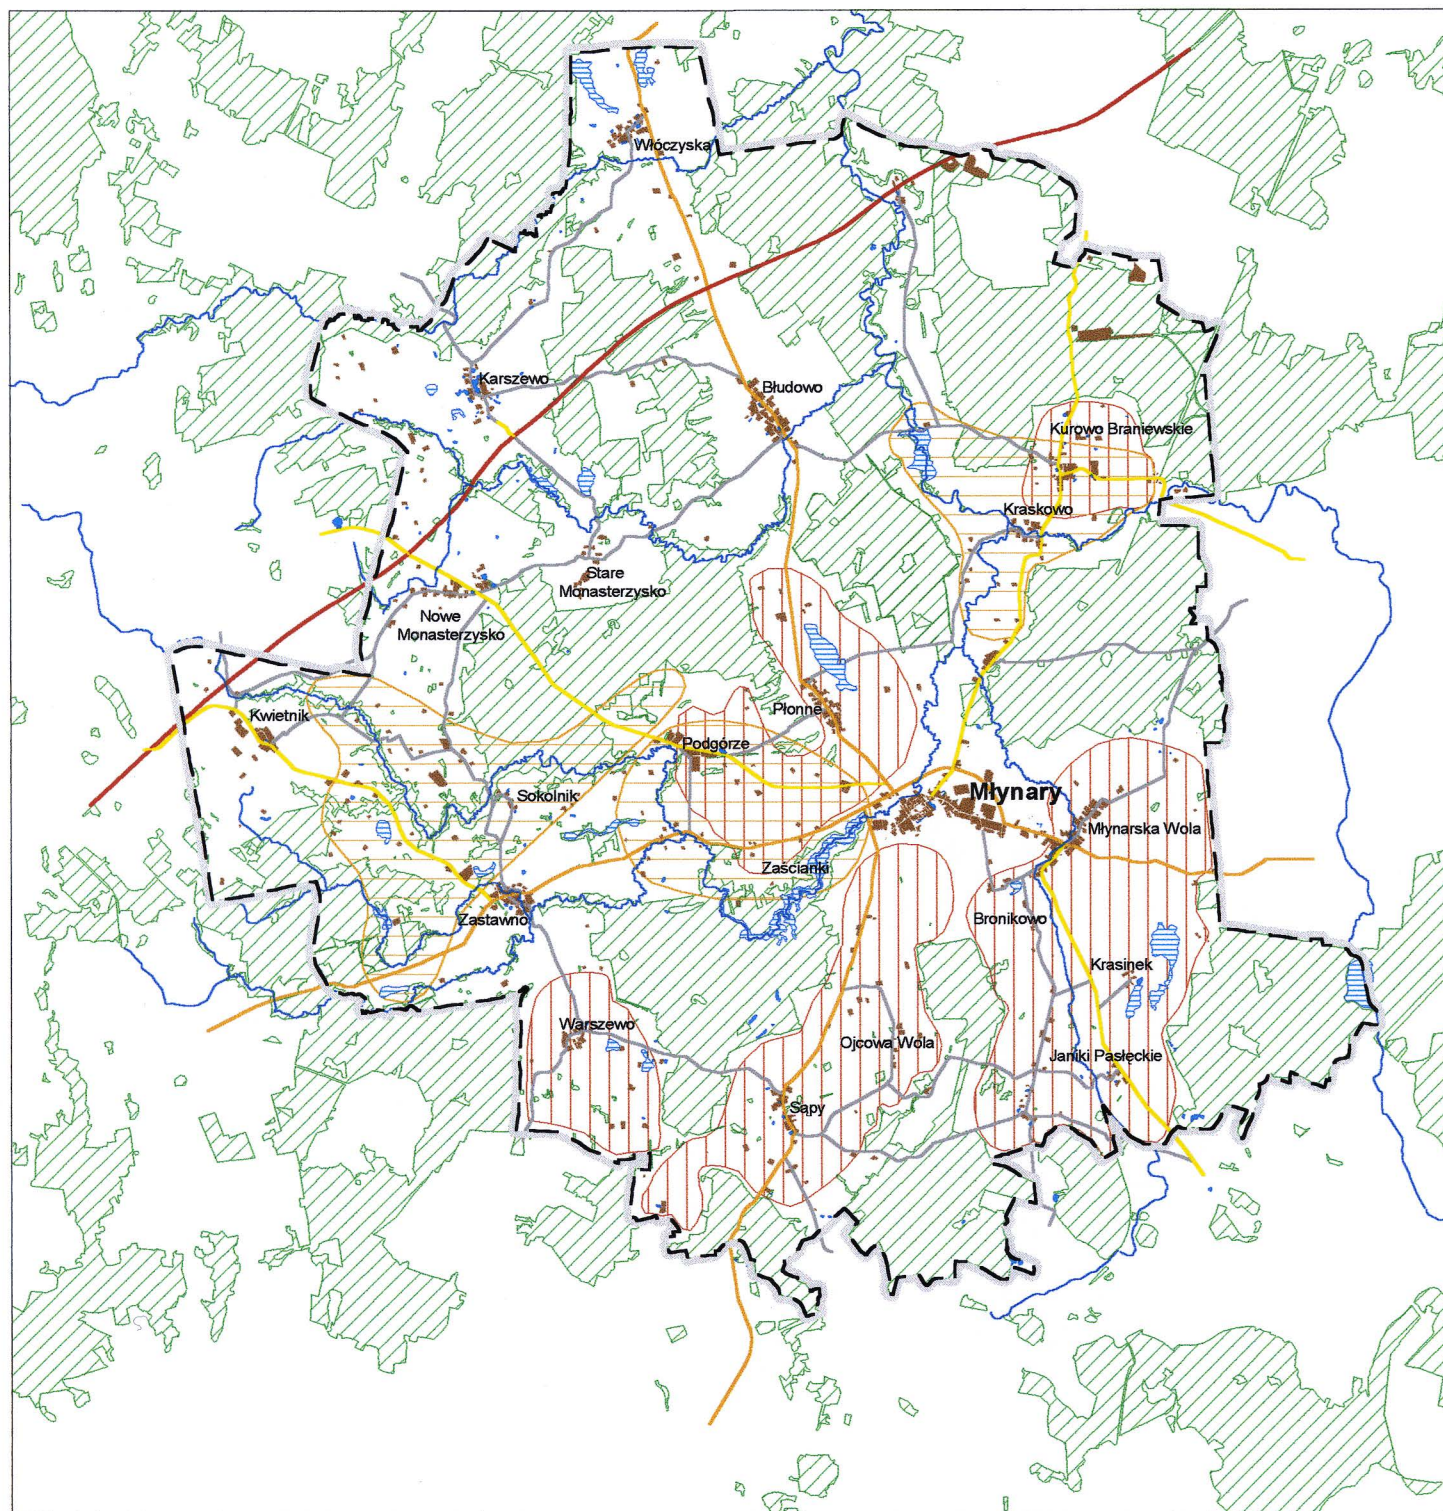 Włóczyska
Karszewo
Błudowo
Kurowo Braniewskie
Kraskowo
Stare
Monasterzysko
Nowe
Monasterzysko
Kwietnik
Płonne
Podgórze
Sokolnik
Młynary
Młynarska Wola
Zaścianki
Zastawno
Bronikowo
Krasinek
Warszewo
Ojcowa Wola
Janiki Pasłęckie
Sąpy